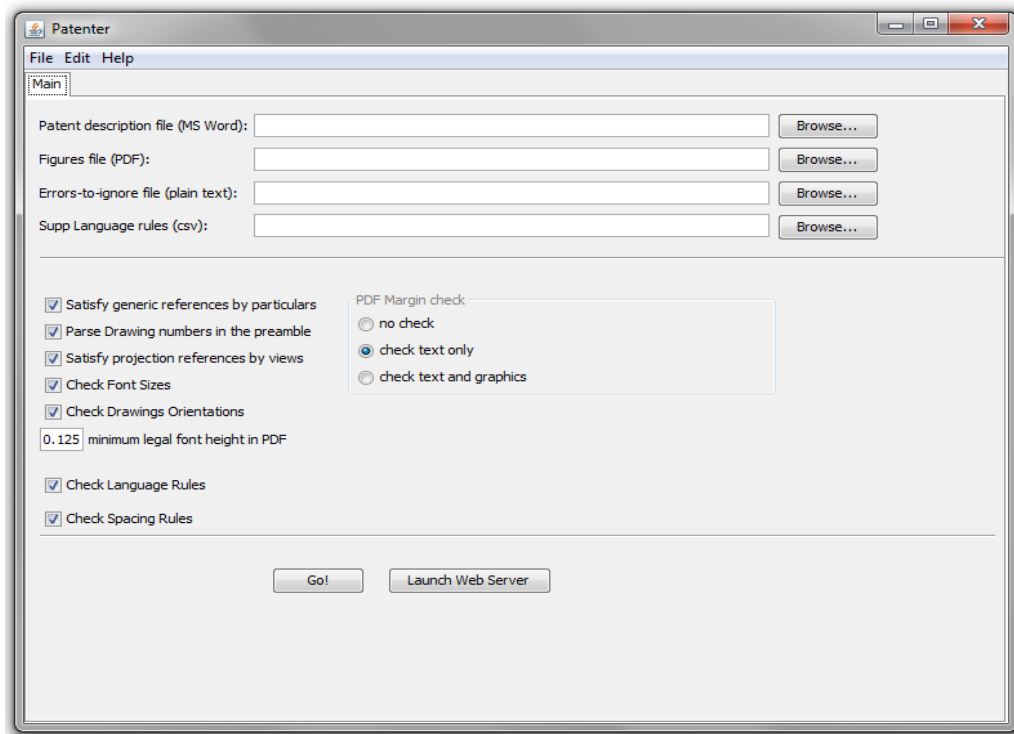 Patenter
File Edit Help
Main
Patent description file (MS Word): Browse...
Figures file (PDF): Browse...
Errors-to-ignore file (plain text): Browse...
Supp Language rules (csv): Browse...
Satisfy generic references by particulars
Parse Drawing numbers in the preamble
Satisfy projection references by views
Check Font Sizes
Check Drawings Orientations
0.125 minimum legal font height in PDF
Check Language Rules
Check Spacing Rules
PDF Margin check
no check
check text only
check text and graphics
Go! Launch Web Server